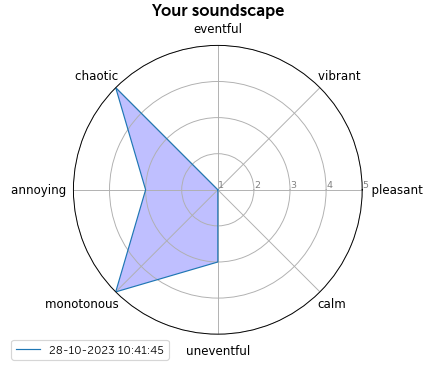 Your soundscape
eventful
chaotic
vibrant
annoying
1 2 3 4 5
pleasant
monotonous
calm
28-10-2023 10:41:45
uneventful